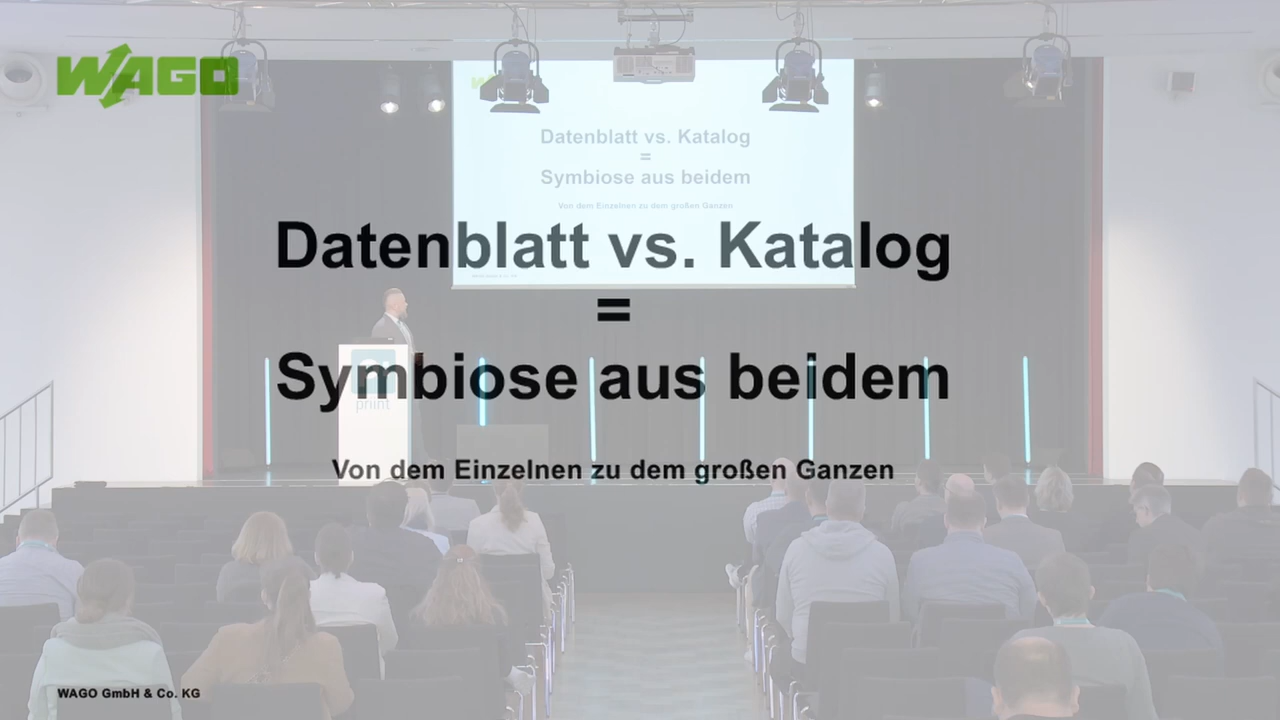 WAGO
Datenblatt vs. Katalog
=
Symbiose aus beidem
Von dem Einzelnen zu dem großen Ganzen
Datenblatt vs. Katalog
=
Symbiose aus beidem
Von dem Einzelnen zu dem großen Ganzen
priint
WAGO GmbH & Co. KG